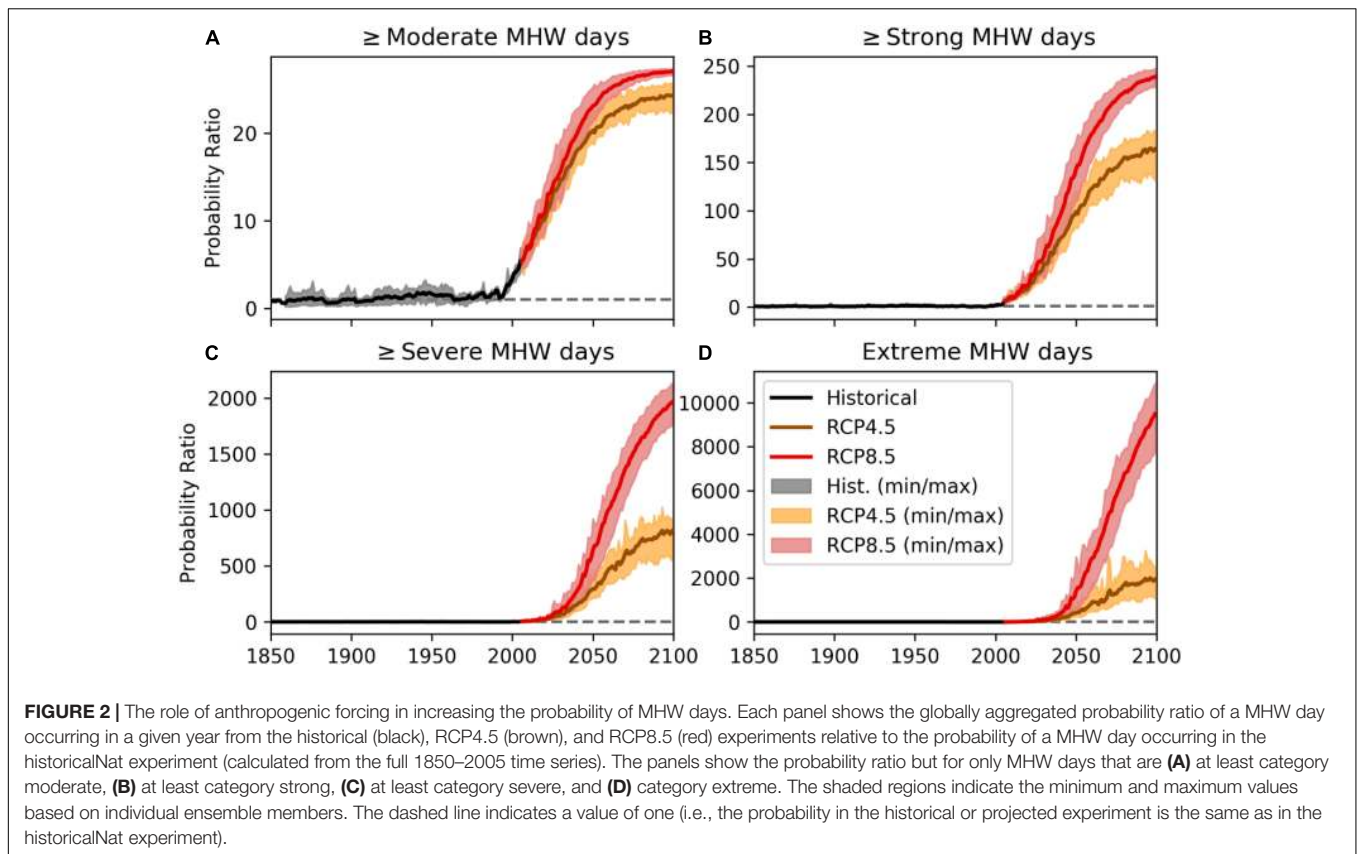 A
≥ Moderate MHW days
B
≥ Strong MHW days
Probability Ratio
20
10
0
250
200
150
100
50
0
C
≥ Severe MHW days
D
Extreme MHW days
Probability Ratio
2000
1500
1000
500
0
1850 1900 1950 2000 2050 2100
10000
8000
6000
4000
2000
0
Historical
RCP4.5
RCP8.5
Hist. (min/max)
RCP4.5 (min/max)
RCP8.5 (min/max)
1850 1900 1950 2000 2050 2100
FIGURE 2 | The role of anthropogenic forcing in increasing the probability of MHW days. Each panel shows the globally aggregated probability ratio of a MHW day
occurring in a given year from the historical (black), RCP4.5 (brown), and RCP8.5 (red) experiments relative to the probability of a MHW day occurring in the
historicalNat experiment (calculated from the full 1850–2005 time series). The panels show the probability ratio but for only MHW days that are (A) at least category
moderate, (B) at least category strong, (C) at least category severe, and (D) category extreme. The shaded regions indicate the minimum and maximum values
based on individual ensemble members. The dashed line indicates a value of one (i.e., the probability in the historical or projected experiment is the same as in the
historicalNat experiment).